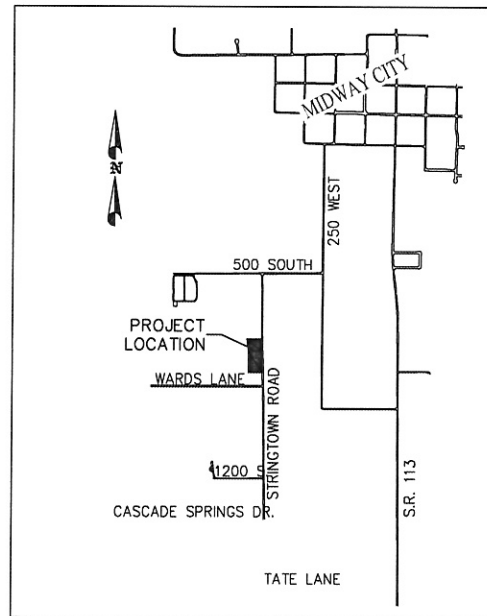 MIDWAY CITY
N
250 WEST
500 SOUTH
PROJECT
LOCATION
WARDS LANE
STRINGTOWN ROAD
1200 S
CASCADE SPRINGS DR.
S.R. 113
TATE LANE